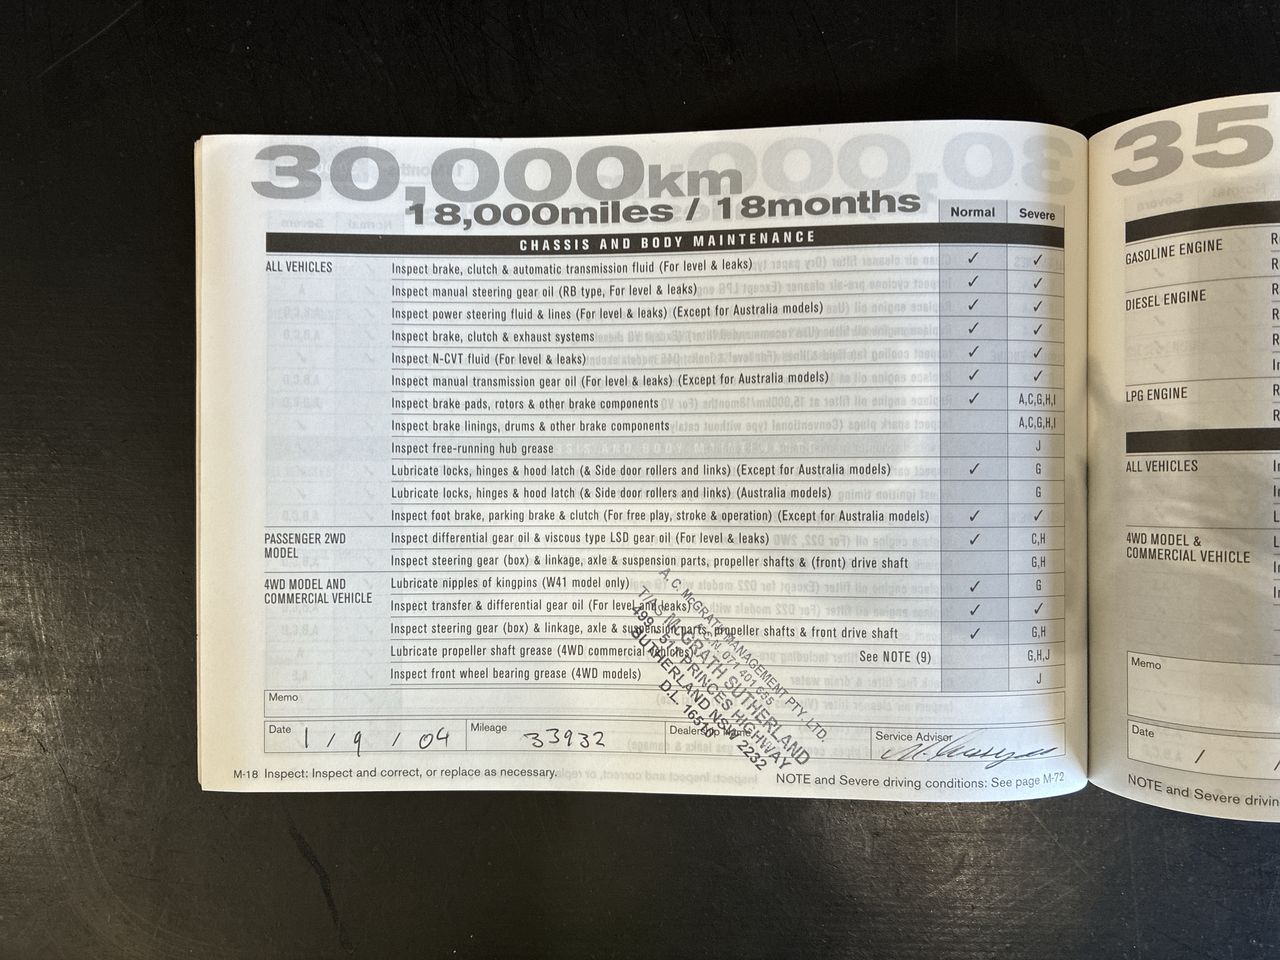 30,000km
18,000miles / 18months
Normal Severe
CHASSIS AND BODY MAINTENANCE
ALL VEHICLES Inspect brake, clutch & automatic transmission fluid (For level & leaks) ✓ ✓
Inspect manual steering gear oil (RB type, For level & leaks) ✓ ✓
Inspect power steering fluid & lines (For level & leaks) (Except for Australia models) ✓ ✓
Inspect brake, clutch & exhaust systems ✓ ✓
Inspect N-CVT fluid (For level & leaks) ✓ ✓
Inspect manual transmission gear oil (For level & leaks) (Except for Australia models) ✓ ✓
Inspect brake pads, rotors & other brake components ✓ A,C,G,H,I
Inspect brake linings, drums & other brake components A,C,G,H,I
Inspect free-running hub grease J
Lubricate locks, hinges & hood latch (& Side door rollers and links) (Except for Australia models) ✓ G
Lubricate locks, hinges & hood latch (& Side door rollers and links) (Australia models) G
Inspect foot brake, parking brake & clutch (For free play, stroke & operation) (Except for Australia models) ✓ ✓
PASSENGER 2WD MODEL Inspect differential gear oil & viscous type LSD gear oil (For level & leaks) ✓ C,H
Inspect steering gear (box) & linkage, axle & suspension parts, propeller shafts & (front) drive shaft G,H
4WD MODEL AND COMMERCIAL VEHICLE Lubricate nipples of kingpins (W41 model only) ✓ G
Inspect transfer & differential gear oil (For level and leaks) ✓ ✓
Inspect steering gear (box) & linkage, axle & suspension parts, propeller shafts & front drive shaft ✓ G,H
Lubricate propeller shaft grease (4WD commercial vehicles) See NOTE (9) G,H,J
Inspect front wheel bearing grease (4WD models) J
Memo
Date 1 / 9 / 04 Mileage 33932 Dealership Name Service Advisor
A. C. McGRATH MANAGEMENT PTY. LTD.
A.C.N. 071 401 655
T/AS McGRATH SUTHERLAND
PRINCES HIGHWAY
SUTHERLAND NSW 2232
D.L. 16510
M-18 Inspect: Inspect and correct, or replace as necessary.
NOTE and Severe driving conditions: See page M-72
35
GASOLINE ENGINE
DIESEL ENGINE
LPG ENGINE
ALL VEHICLES
4WD MODEL &
COMMERCIAL VEHICLE
Memo
Date
/
NOTE and Severe